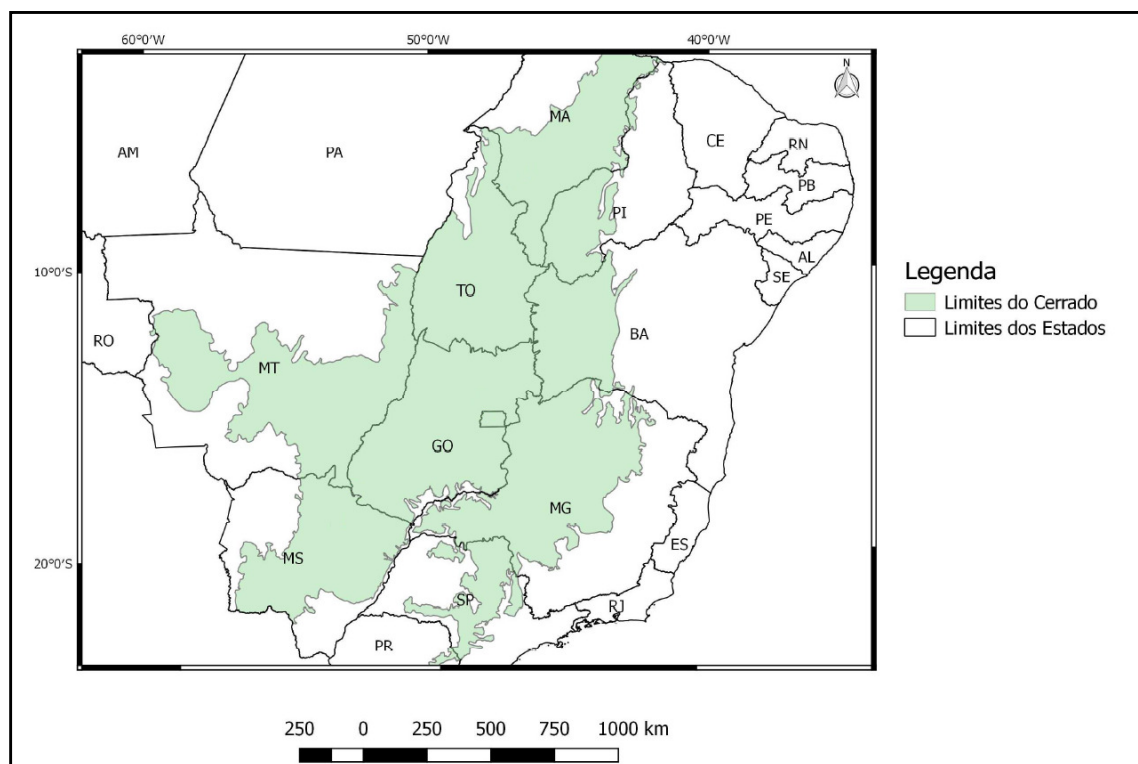 60°0'W 50°0'W 40°0'W
N
MA
CE
RN
AM
PA
PB
PI
PE
AL
10°0'S
SE
TO
BA
RO
MT
GO
MG
ES
20°0'S
MS
SP
RJ
PR
Legenda
Limites do Cerrado
Limites dos Estados
250 0 250 500 750 1000 km